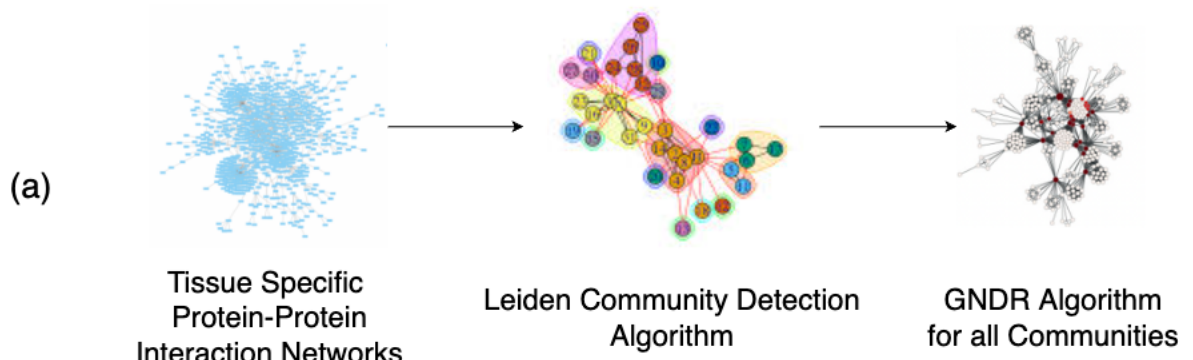 (a)
Tissue Specific
Protein-Protein
Interaction Networks
Leiden Community Detection
Algorithm
GNDR Algorithm
for all Communities